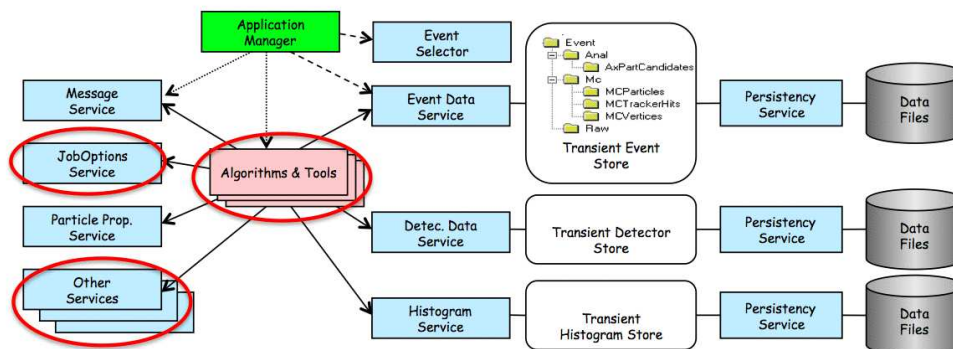 Application
Manager
Event
Selector
Message
Service
Event Data
Service
Event
Anal
AxPartCandidates
Mc
MCParticles
MCTrackerHits
MCVertices
Raw
Transient Event
Store
Persistency
Service
Data
Files
JobOptions
Service
Algorithms & Tools
Particle Prop.
Service
Detec. Data
Service
Transient Detector
Store
Persistency
Service
Data
Files
Other
Services
Histogram
Service
Transient
Histogram Store
Persistency
Service
Data
Files